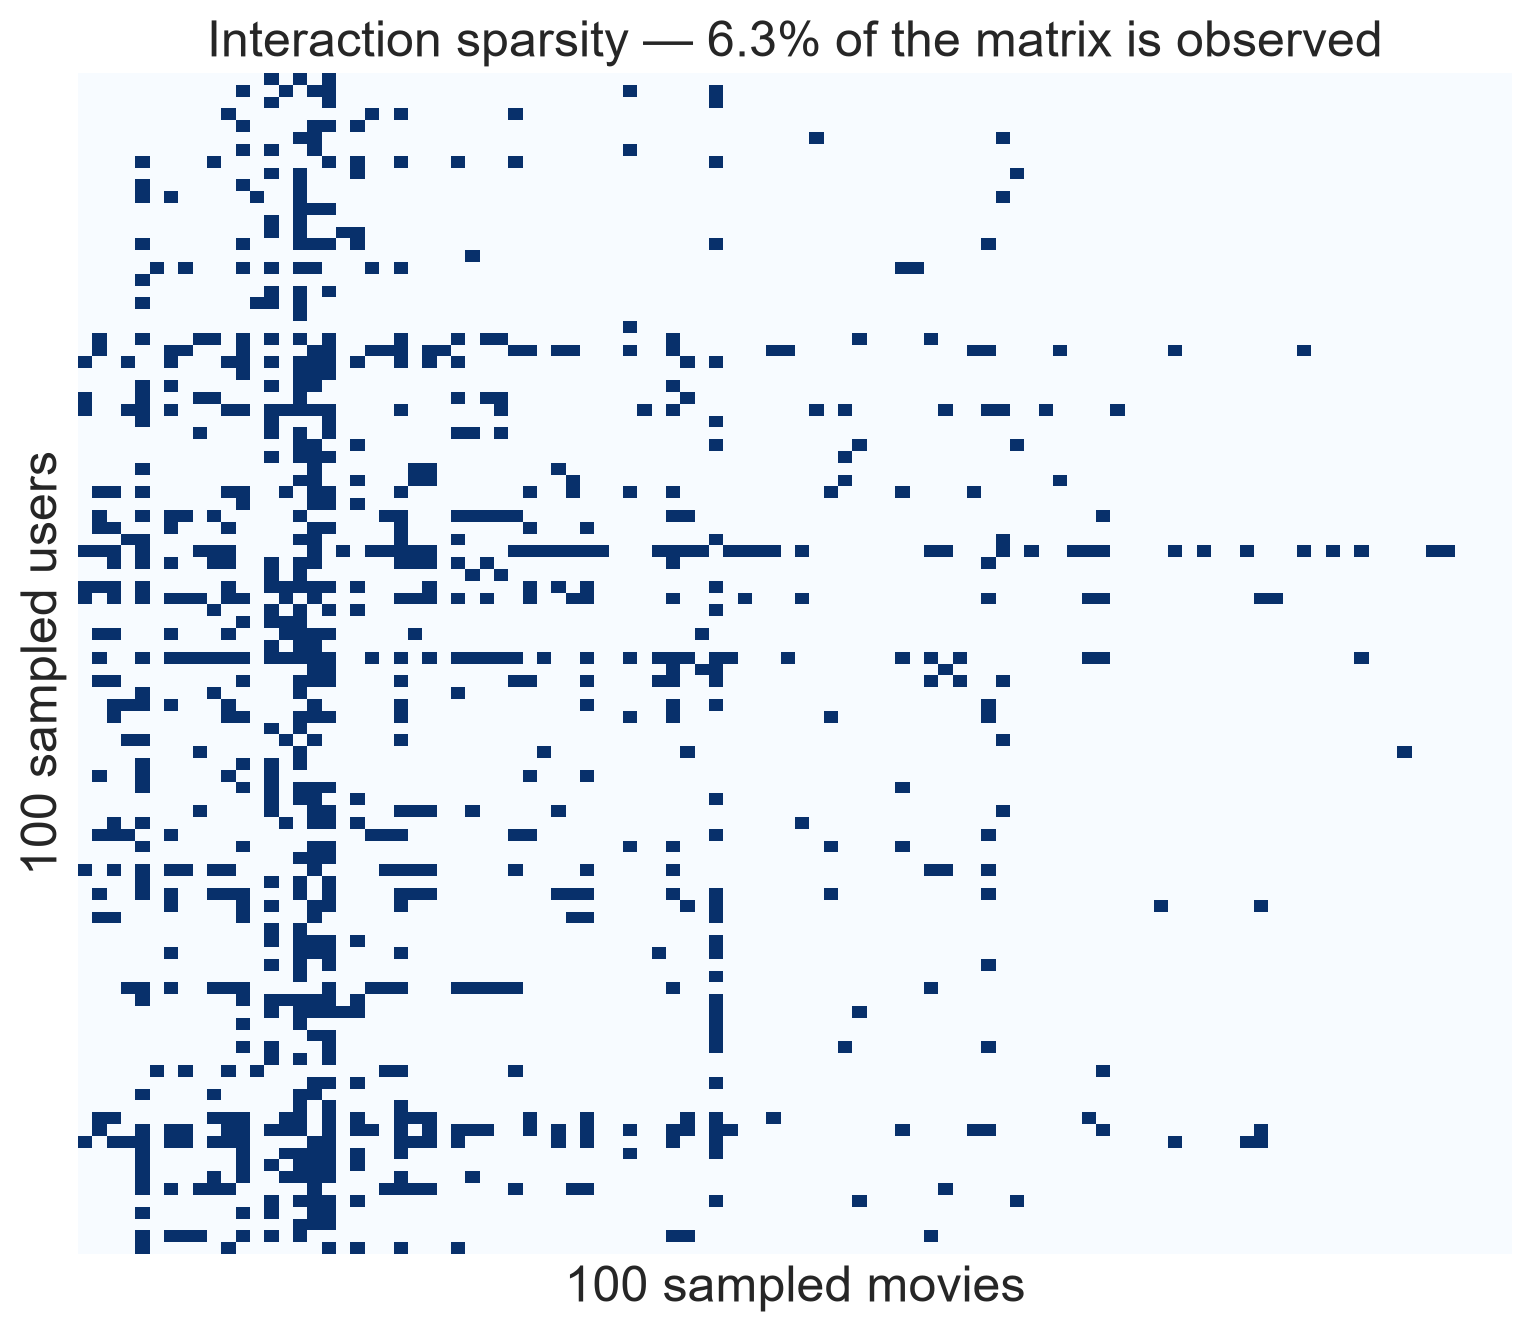 Interaction sparsity — 6.3% of the matrix is observed
100 sampled users
100 sampled movies